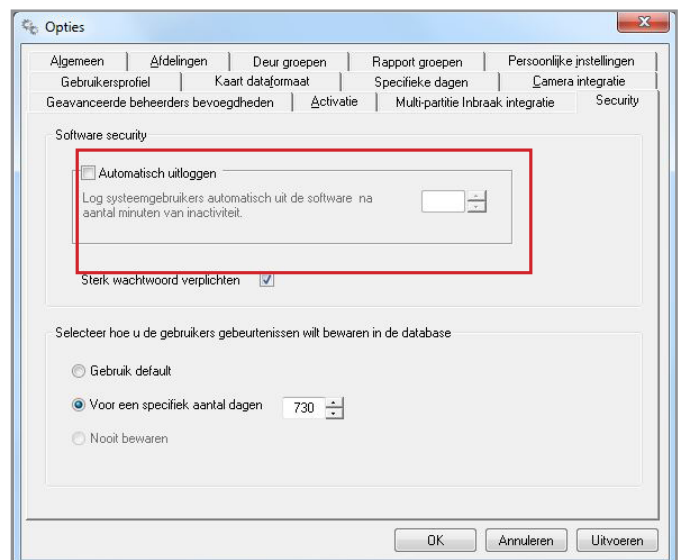 Opties
Algemeen Afdelingen Deur groepen Rapport groepen Persoonlijke instellingen
Gebruikersprofiel Kaart dataformaat Specifieke dagen Camera integratie
Geavanceerde beheerders bevoegdheden Activatie Multi-partitie Inbraak integratie Security
Software security
Automatisch uitloggen
Log systeemgebruikers automatisch uit de software na
aantal minuten van inactiviteit.
Sterk wachtwoord verplichten
Selecteer hoe u de gebruikers gebeurtenissen wilt bewaren in de database
Gebruik default
Voor een specifiek aantal dagen 730
Nooit bewaren
OK Annuleren Uitvoeren